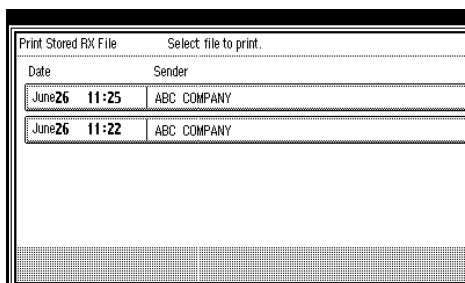 Print Stored RX File Select file to print.
Date Sender
June26 11:25 ABC COMPANY
June26 11:22 ABC COMPANY